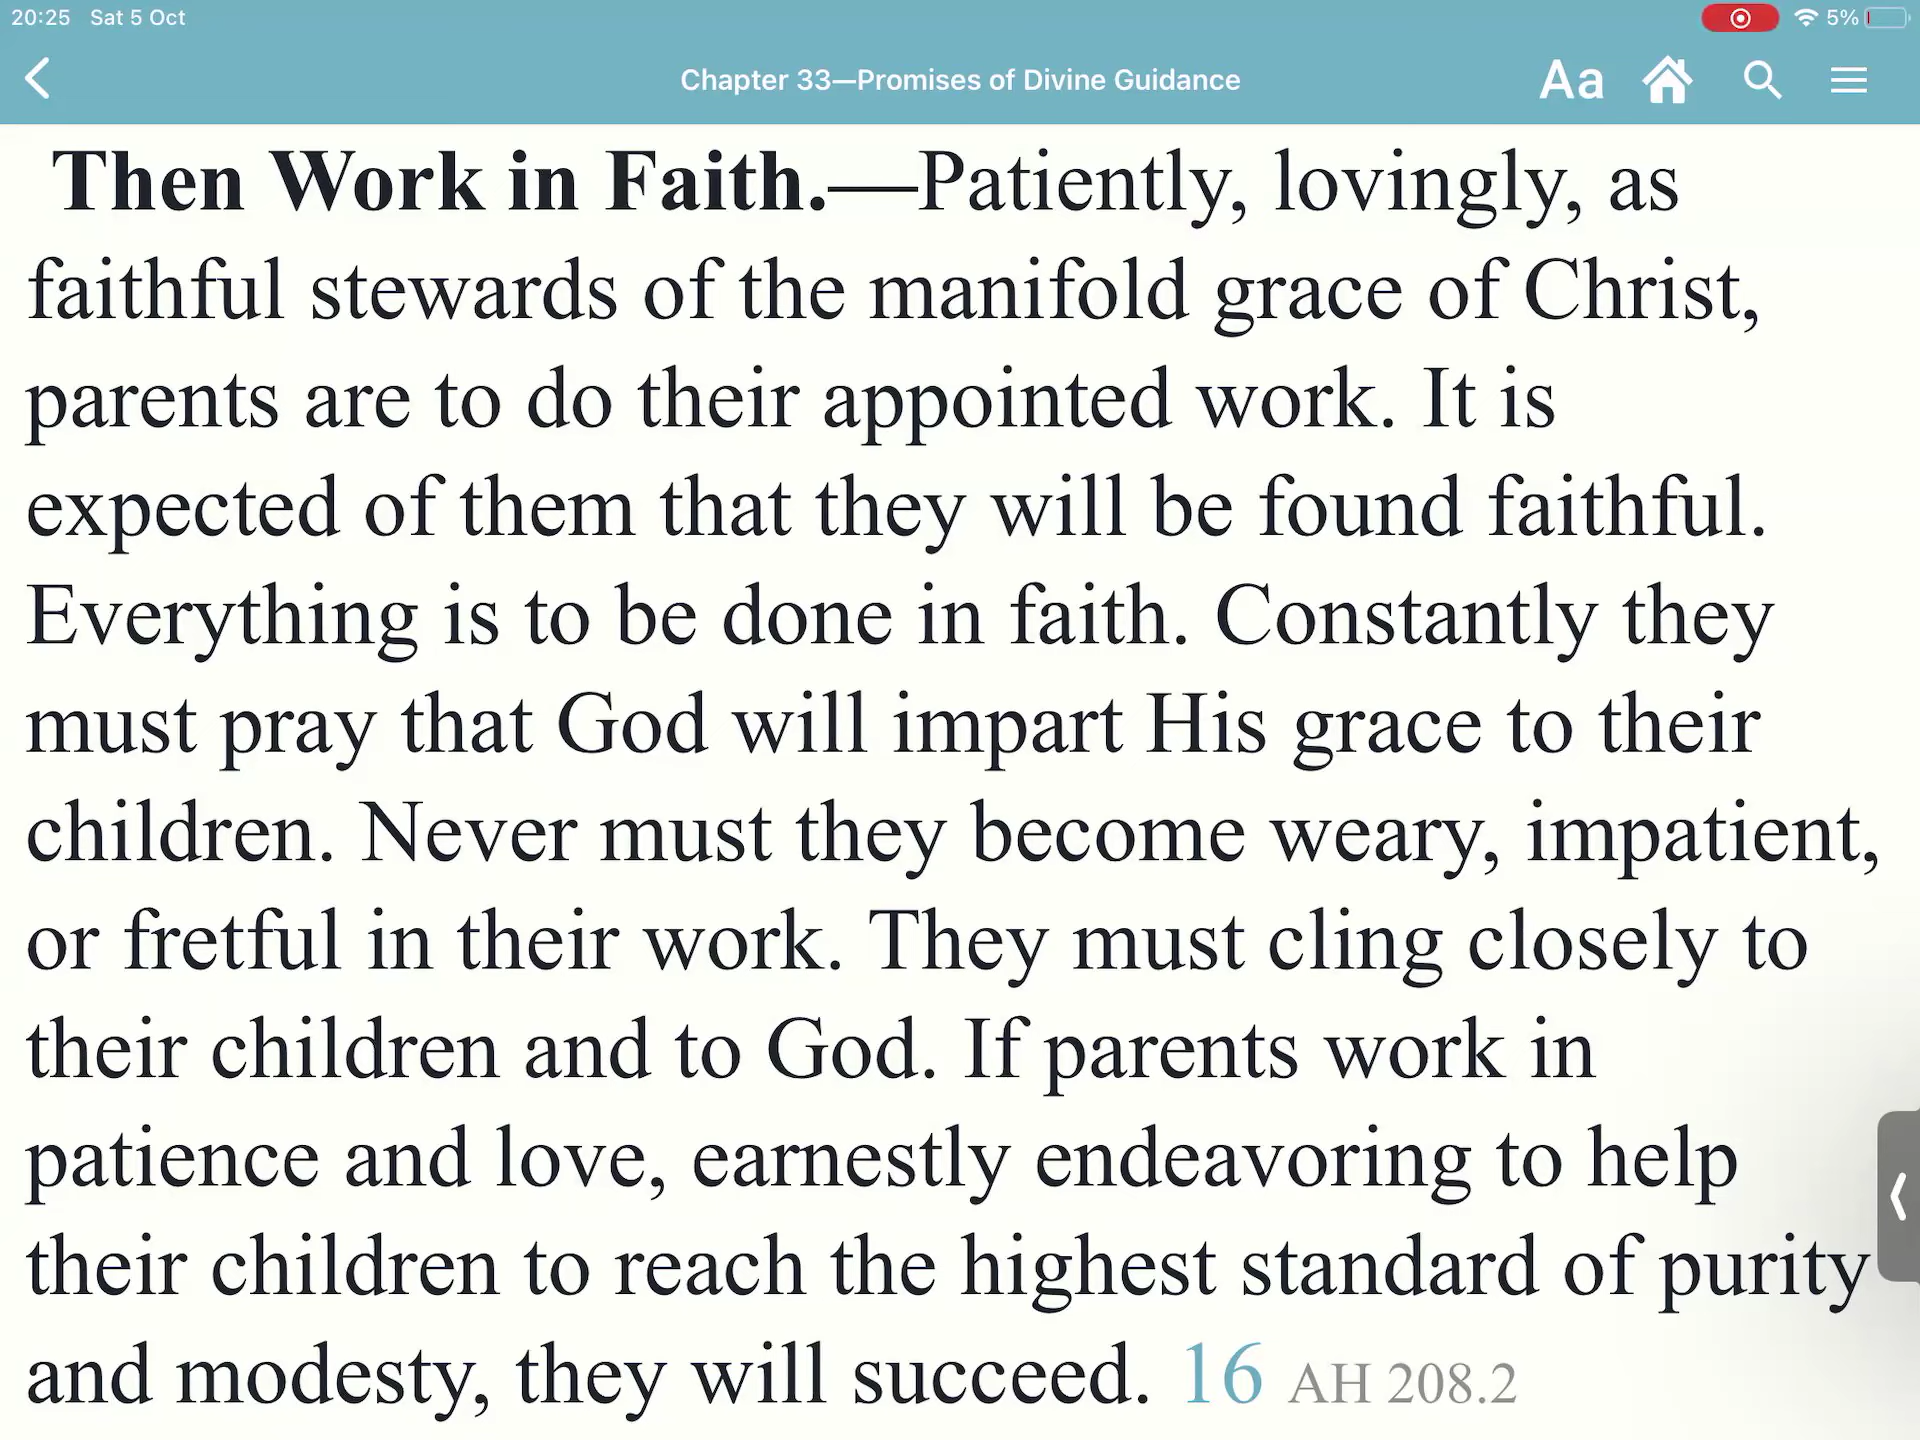 20:25 Sat 5 Oct
5%
Chapter 33—Promises of Divine Guidance
Aa
Then Work in Faith.—Patiently, lovingly, as
faithful stewards of the manifold grace of Christ,
parents are to do their appointed work. It is
expected of them that they will be found faithful.
Everything is to be done in faith. Constantly they
must pray that God will impart His grace to their
children. Never must they become weary, impatient,
or fretful in their work. They must cling closely to
their children and to God. If parents work in
patience and love, earnestly endeavoring to help
their children to reach the highest standard of purity
and modesty, they will succeed. 16 AH 208.2